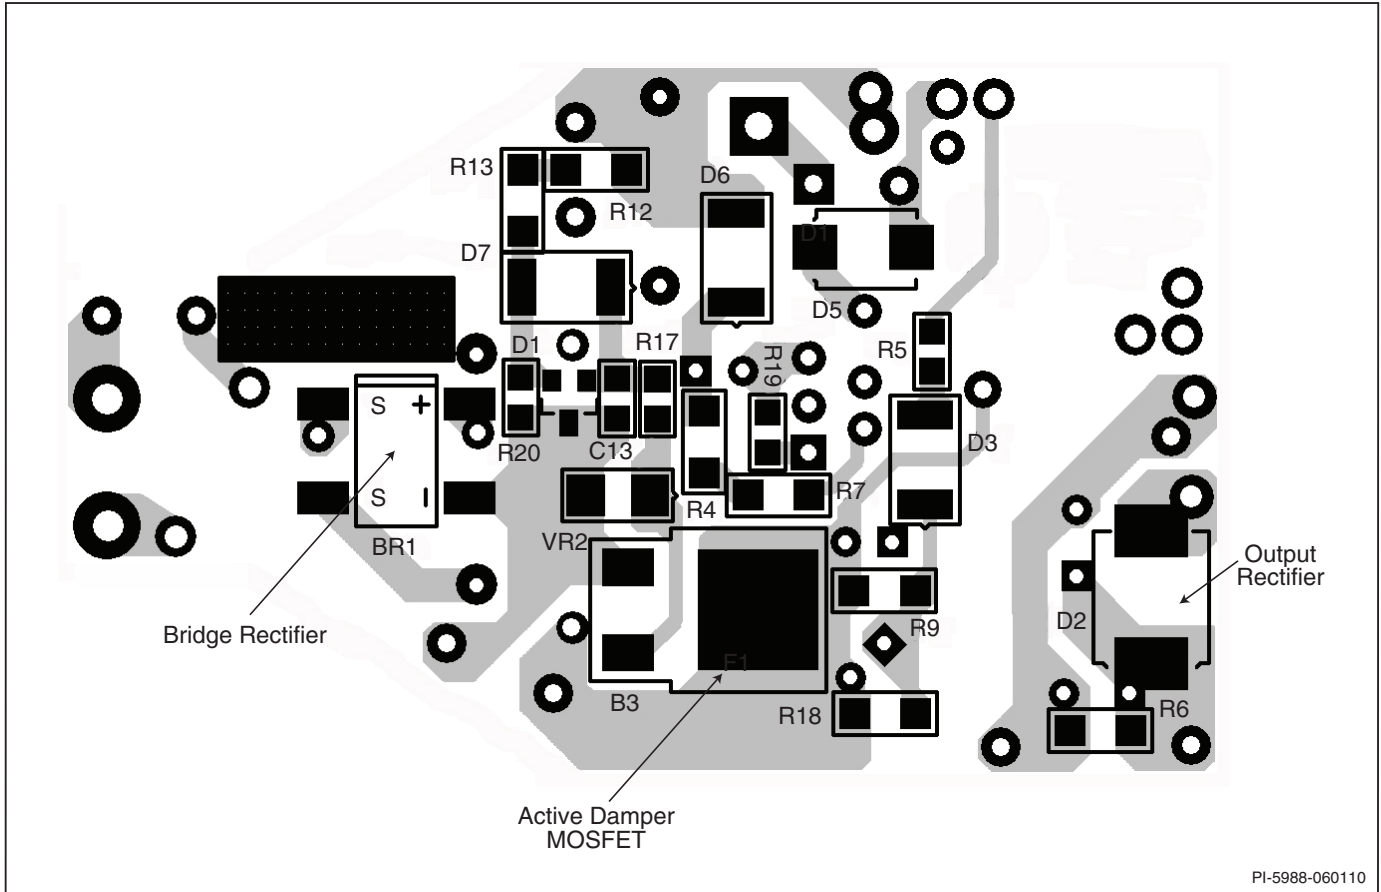 R13
R12
D6
D1
D7
D5
D1
R17
R19
R5
S +
R20
C13
D3
S –
R4
R7
BR1
VR2
Output
Rectifier
D2
R9
Bridge Rectifier
F1
B3
R18
R6
Active Damper
MOSFET
PI-5988-060110